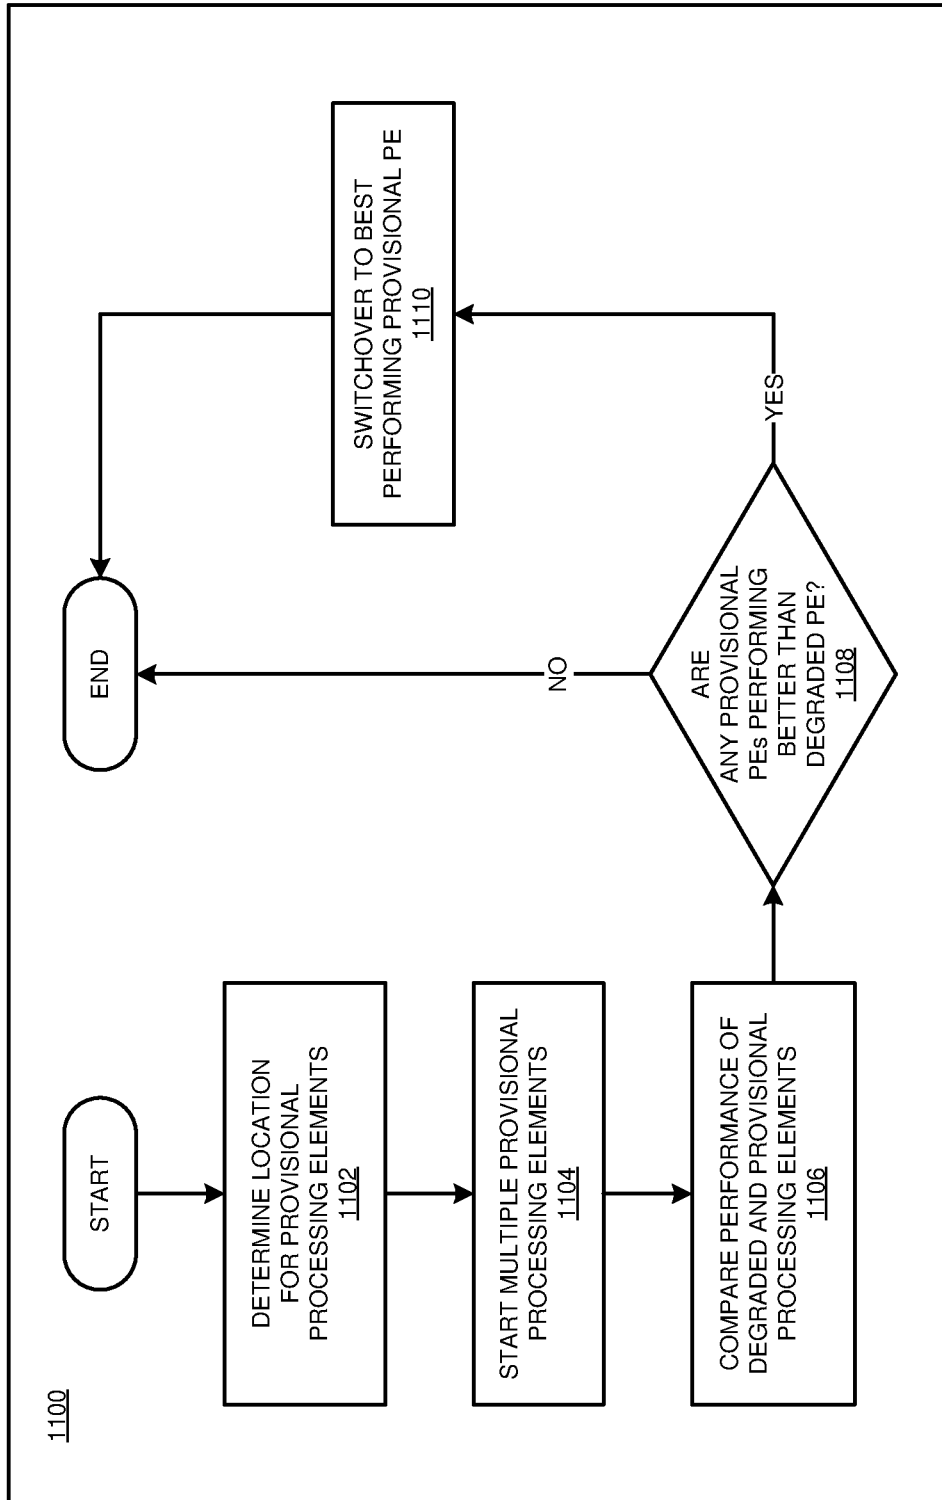 1100
START
DETERMINE LOCATION
FOR PROVISIONAL
PROCESSING ELEMENTS
1102
START MULTIPLE PROVISIONAL
PROCESSING ELEMENTS
1104
COMPARE PERFORMANCE OF
DEGRADED AND PROVISIONAL
PROCESSING ELEMENTS
1106
ARE
ANY PROVISIONAL
PEs PERFORMING
BETTER THAN
DEGRADED PE?
1108
NO
YES
SWITCHOVER TO BEST
PERFORMING PROVISIONAL PE
1110
END